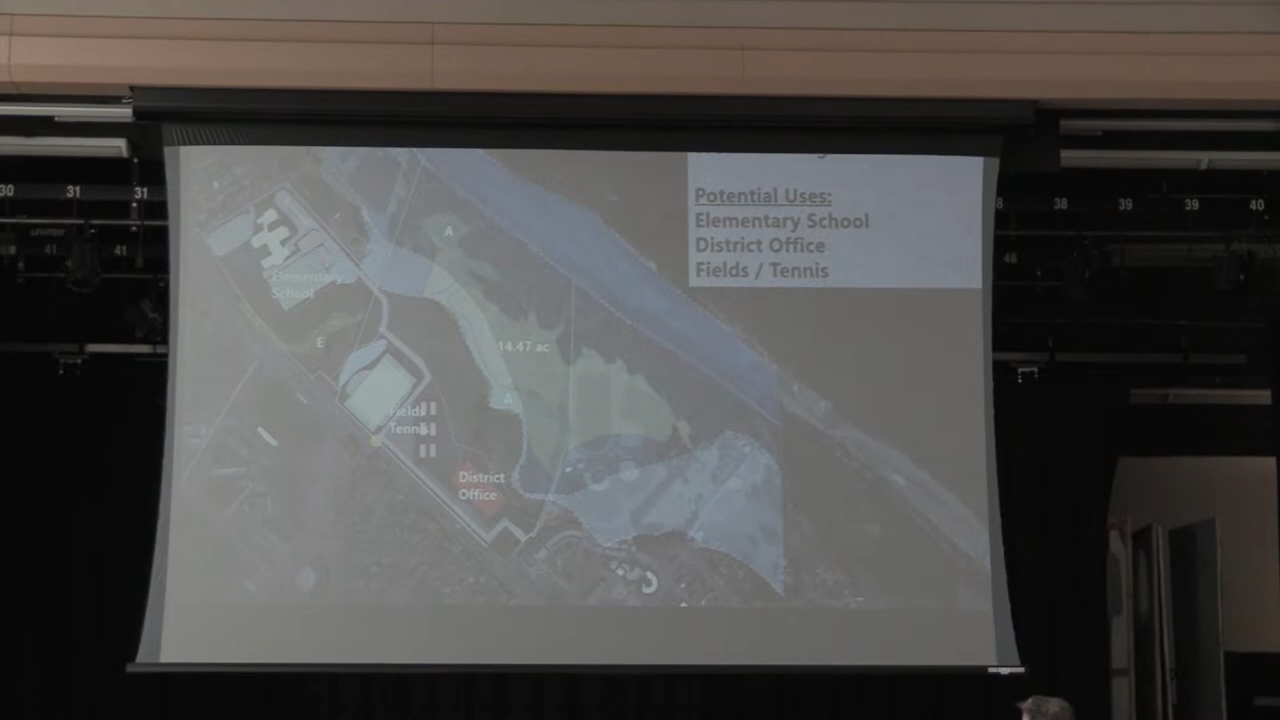 30
31
31
41
41
38
39
39
40
48
Potential Uses:
Elementary School
District Office
Fields / Tennis
A
Elementary
School
E
14.47 ac
A
Fields
Tennis
District
Office